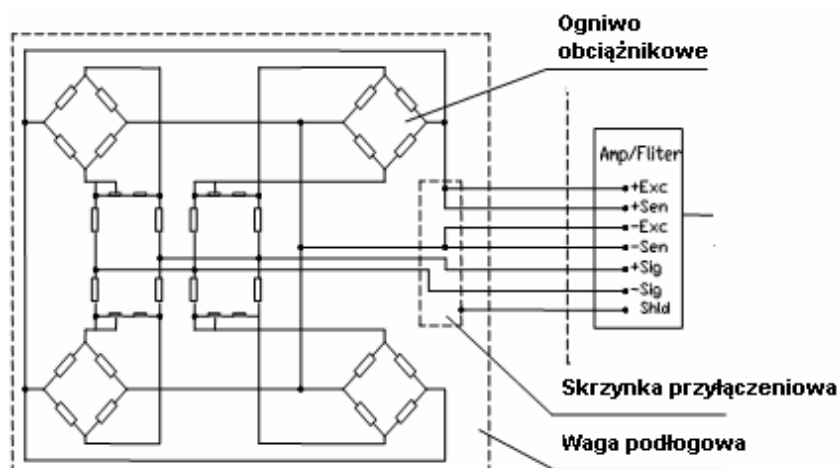 Ogniwo
obciążnikowe
Amp/Fliter
+Exc
+Sen
-Exc
-Sen
+Sig
-Sig
Shld
Skrzynka przyłączeniowa
Waga podłogowa